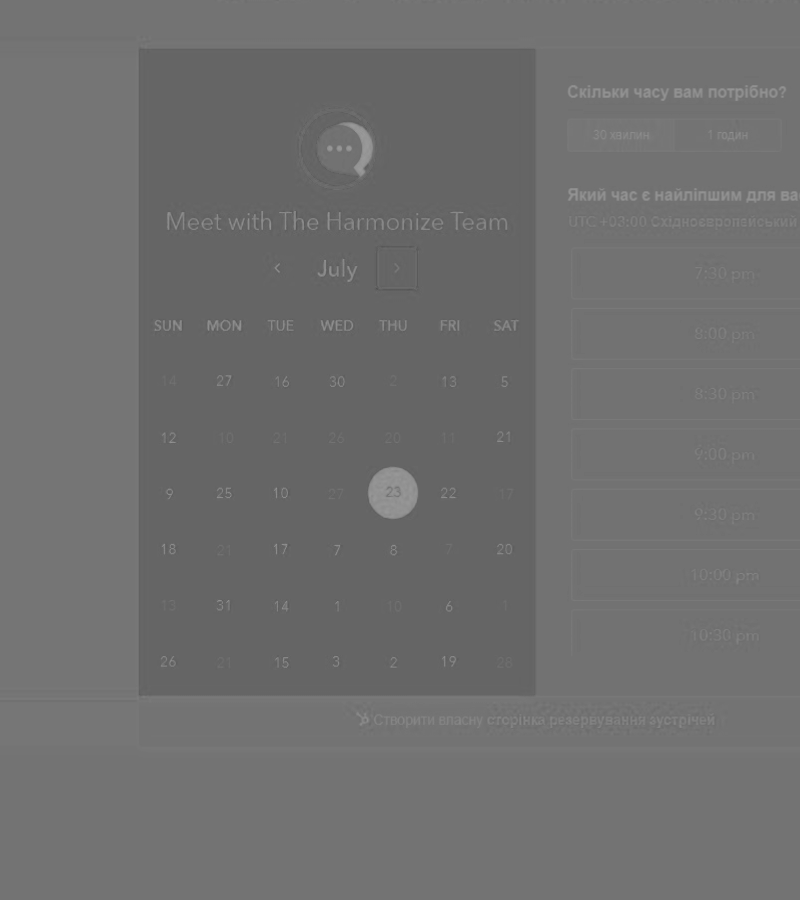 Meet with The Harmonize Team
July
SUN MON TUE WED THU FRI SAT
14 27 16 30 2 13 5
12 10 21 26 20 11 21
9 25 10 27 23 22 17
18 21 17 7 8 7 20
13 31 14 1 10 6
26 21 15 3 2 19 28
Скільки часу вам потрібно?
30 хвилин 1 годин
Який час є найліпшим для
UTC +03:00 Східноєвропейський
7:30 pm
8:00 pm
8:30 pm
9:00 pm
9:30 pm
10:00 pm
10:30 pm
Створити власну сторінка резервування зустрічей